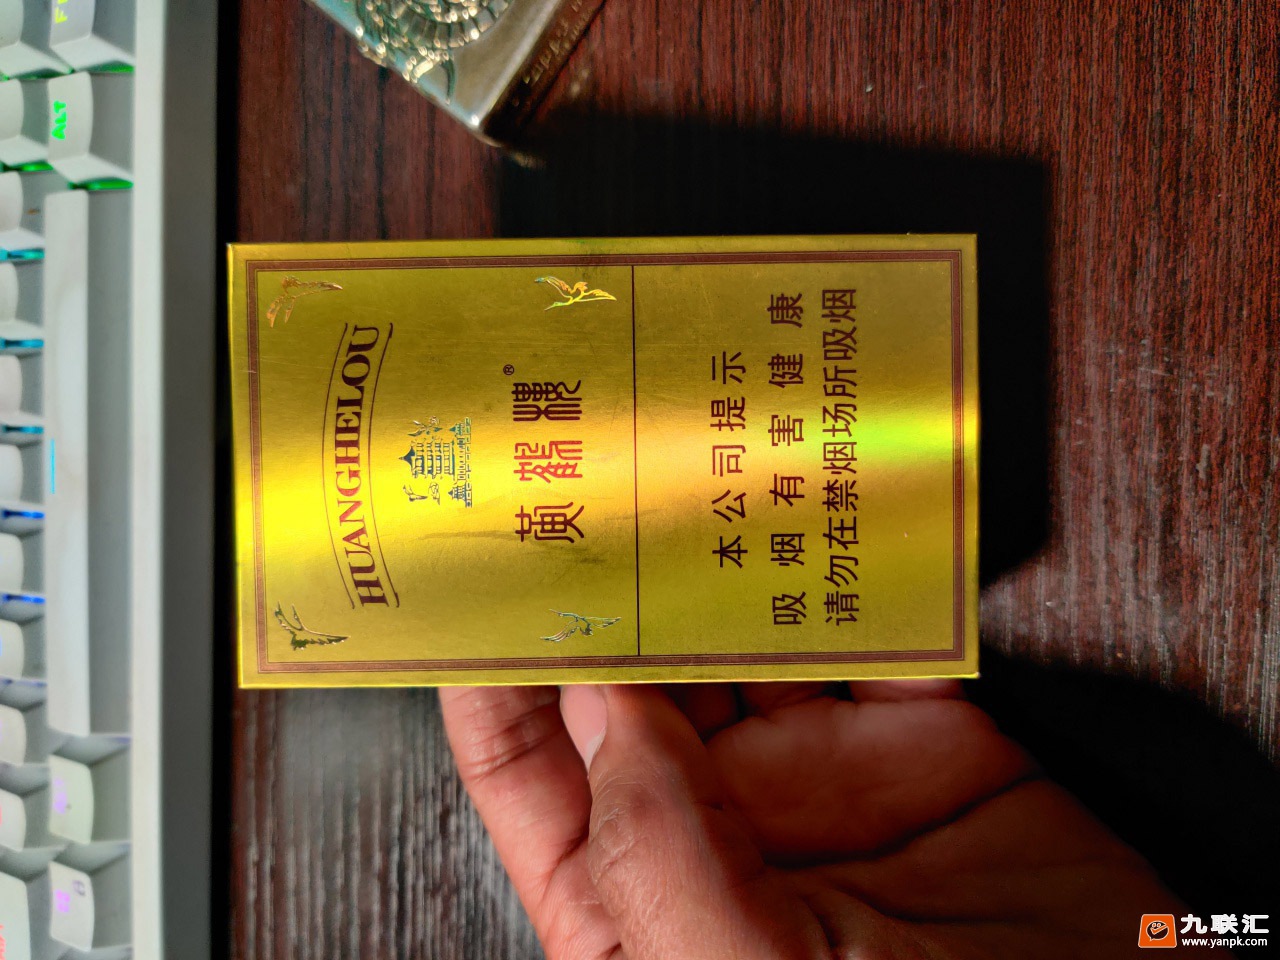 HUANGHELOU
黄鹤楼®
本公司提示
吸烟有害健康
请勿在禁烟场所吸烟
ALT
九联汇
www.yanpk.com